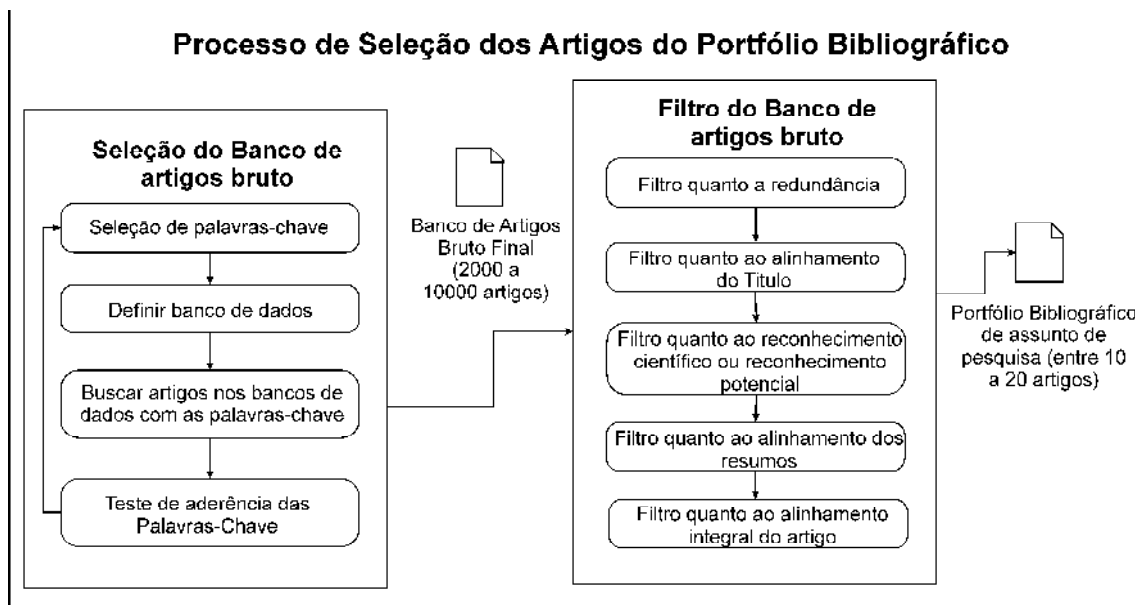 Processo de Seleção dos Artigos do Portfólio Bibliográfico
Seleção do Banco de
artigos bruto
Seleção de palavras-chave
Definir banco de dados
Buscar artigos nos bancos de
dados com as palavras-chave
Teste de aderência das
Palavras-Chave
Banco de Artigos
Bruto Final
(2000 a
10000 artigos)
Filtro do Banco de
artigos bruto
Filtro quanto a redundância
Filtro quanto ao alinhamento
do Titulo
Filtro quanto ao reconhecimento
científico ou reconhecimento
potencial
Filtro quanto ao alinhamento dos
resumos
Filtro quanto ao alinhamento
integral do artigo
Portfólio Bibliográfico
de assunto de
pesquisa (entre 10
a 20 artigos)